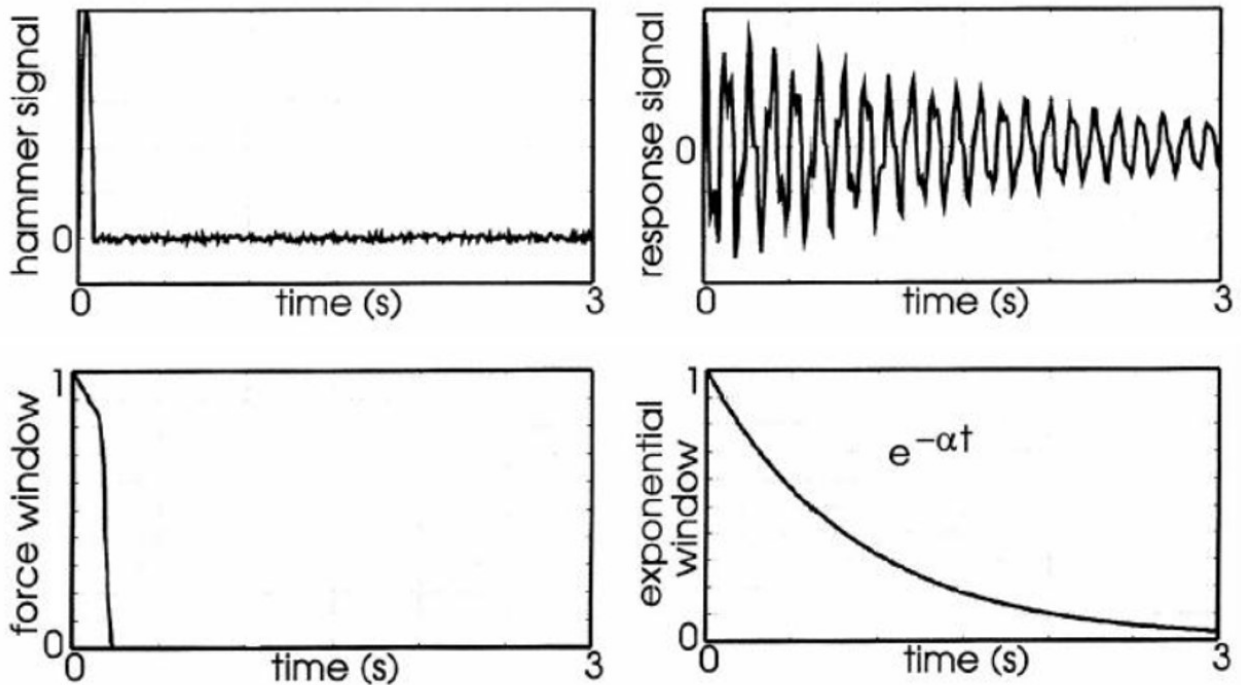 hammer signal
0
0
time (s)
3
response signal
0
0
time (s)
3
force window
1
0
0
time (s)
3
exponential
window
1
0
e^{-αt}
0
time (s)
3